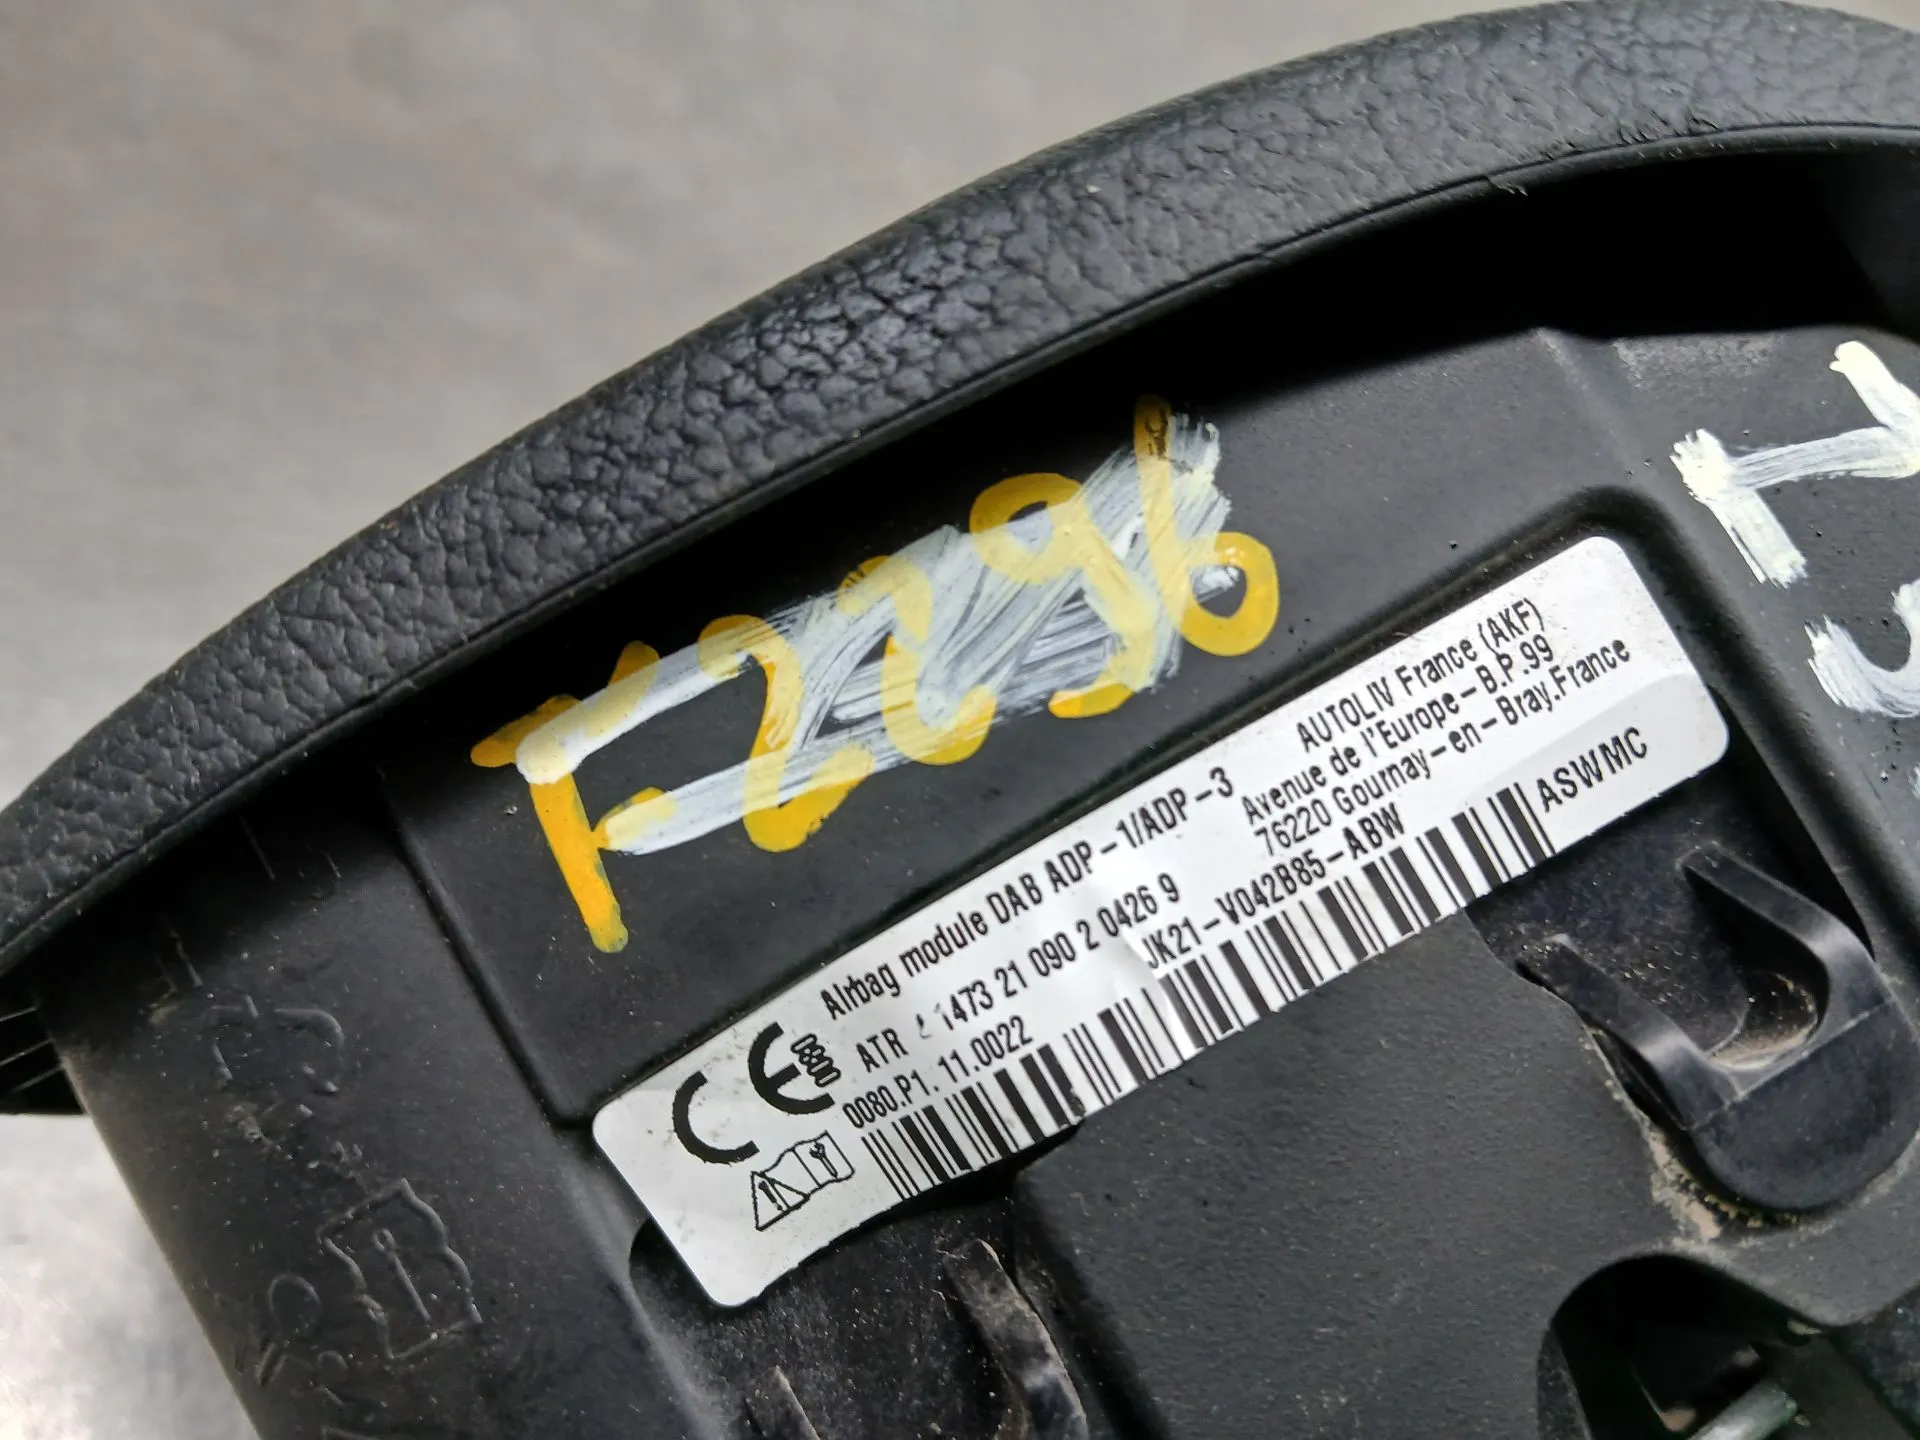 F2296
Airbag module DAB ADP-1/ADP-3
ATR 1473 21 090 2 0426 9
0080.P1.11.0022
AUTOLIV France (AKF)
Avenue de l'Europe-B.P.99
76220 Gournay-en-Bray.France
JK21-V042B85-ABW
ASWMC
CE